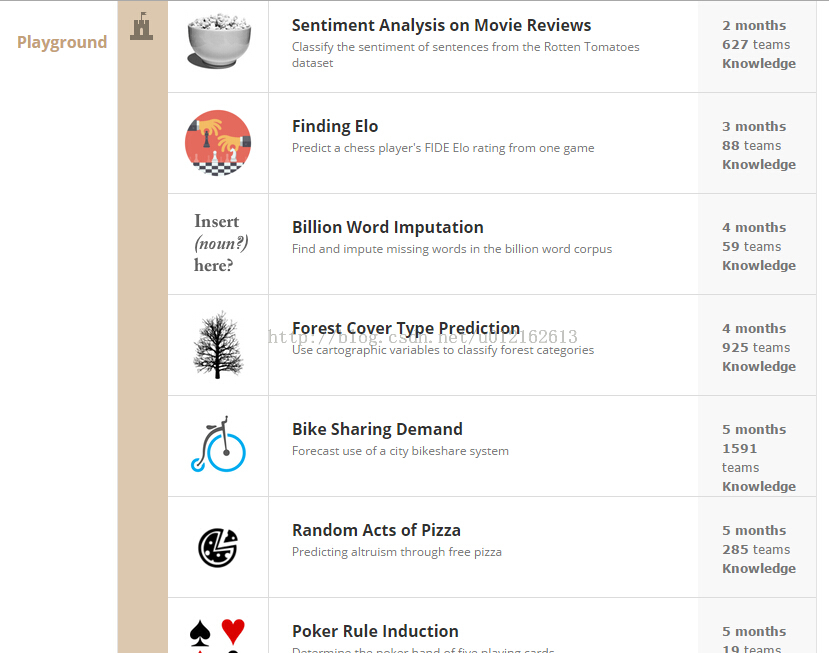 Playground
Sentiment Analysis on Movie Reviews
Classify the sentiment of sentences from the Rotten Tomatoes
dataset
2 months
627 teams
Knowledge
Finding Elo
Predict a chess player's FIDE Elo rating from one game
3 months
88 teams
Knowledge
Insert
(noun?)
here?
Billion Word Imputation
Find and impute missing words in the billion word corpus
4 months
59 teams
Knowledge
Forest Cover Type Prediction
http://blog.csdn.net/u012162613
Use cartographic variables to classify forest categories
4 months
925 teams
Knowledge
Bike Sharing Demand
Forecast use of a city bikeshare system
5 months
1591
teams
Knowledge
Random Acts of Pizza
Predicting altruism through free pizza
5 months
285 teams
Knowledge
Poker Rule Induction
Determine the poker hand of five playing cards
5 months
19 teams